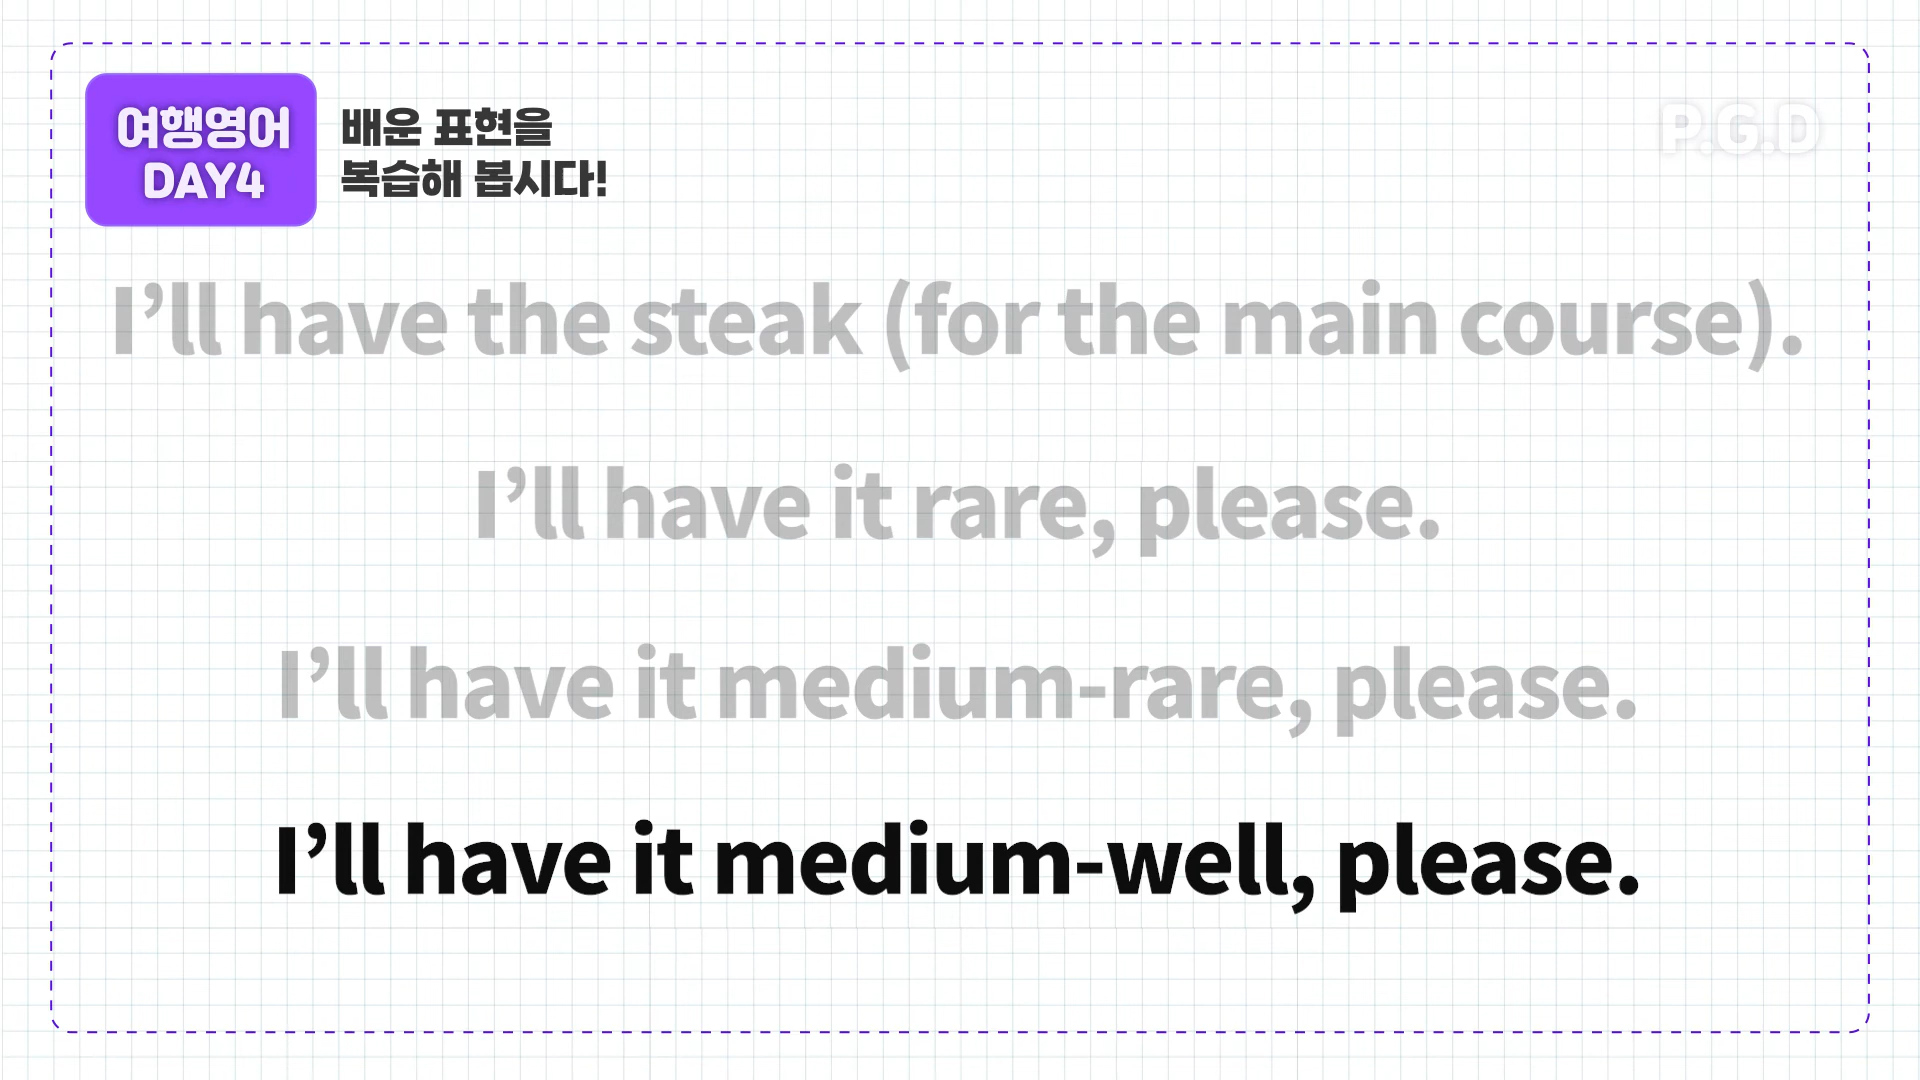 여행영어
DAY4
배운 표현을
복습해 봅시다!
P.G.D
I’ll have the steak (for the main course).
I’ll have it rare, please.
I’ll have it medium-rare, please.
I’ll have it medium-well, please.